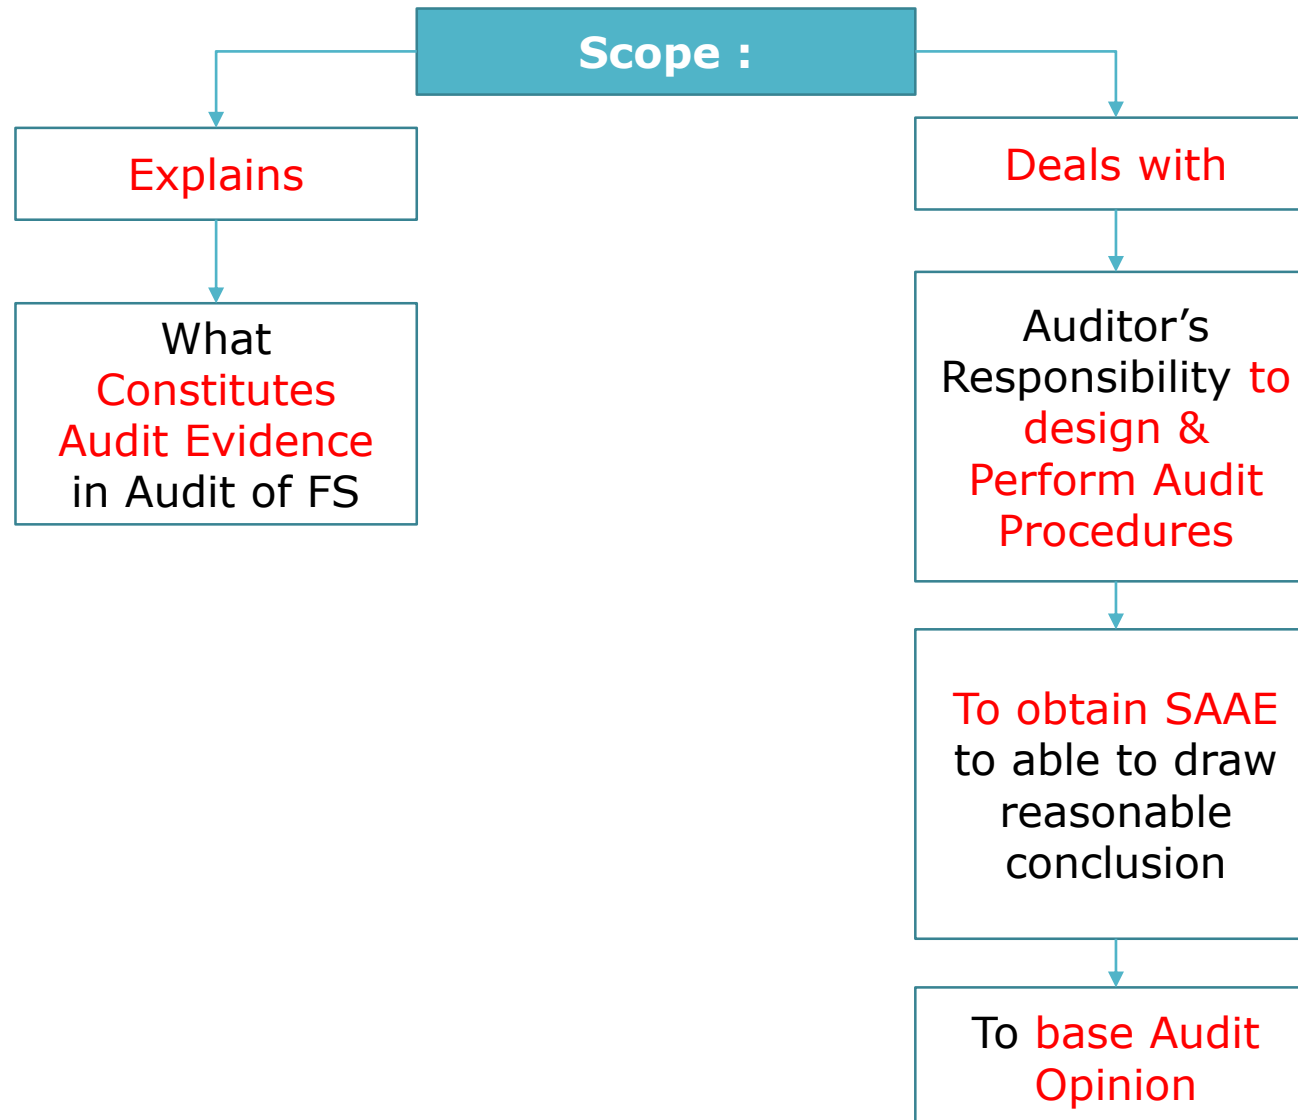 Scope :
Explains
What
Constitutes
Audit Evidence
in Audit of FS
Deals with
Auditor’s
Responsibility to
design &
Perform Audit
Procedures
To obtain SAAE
to able to draw
reasonable
conclusion
To base Audit
Opinion